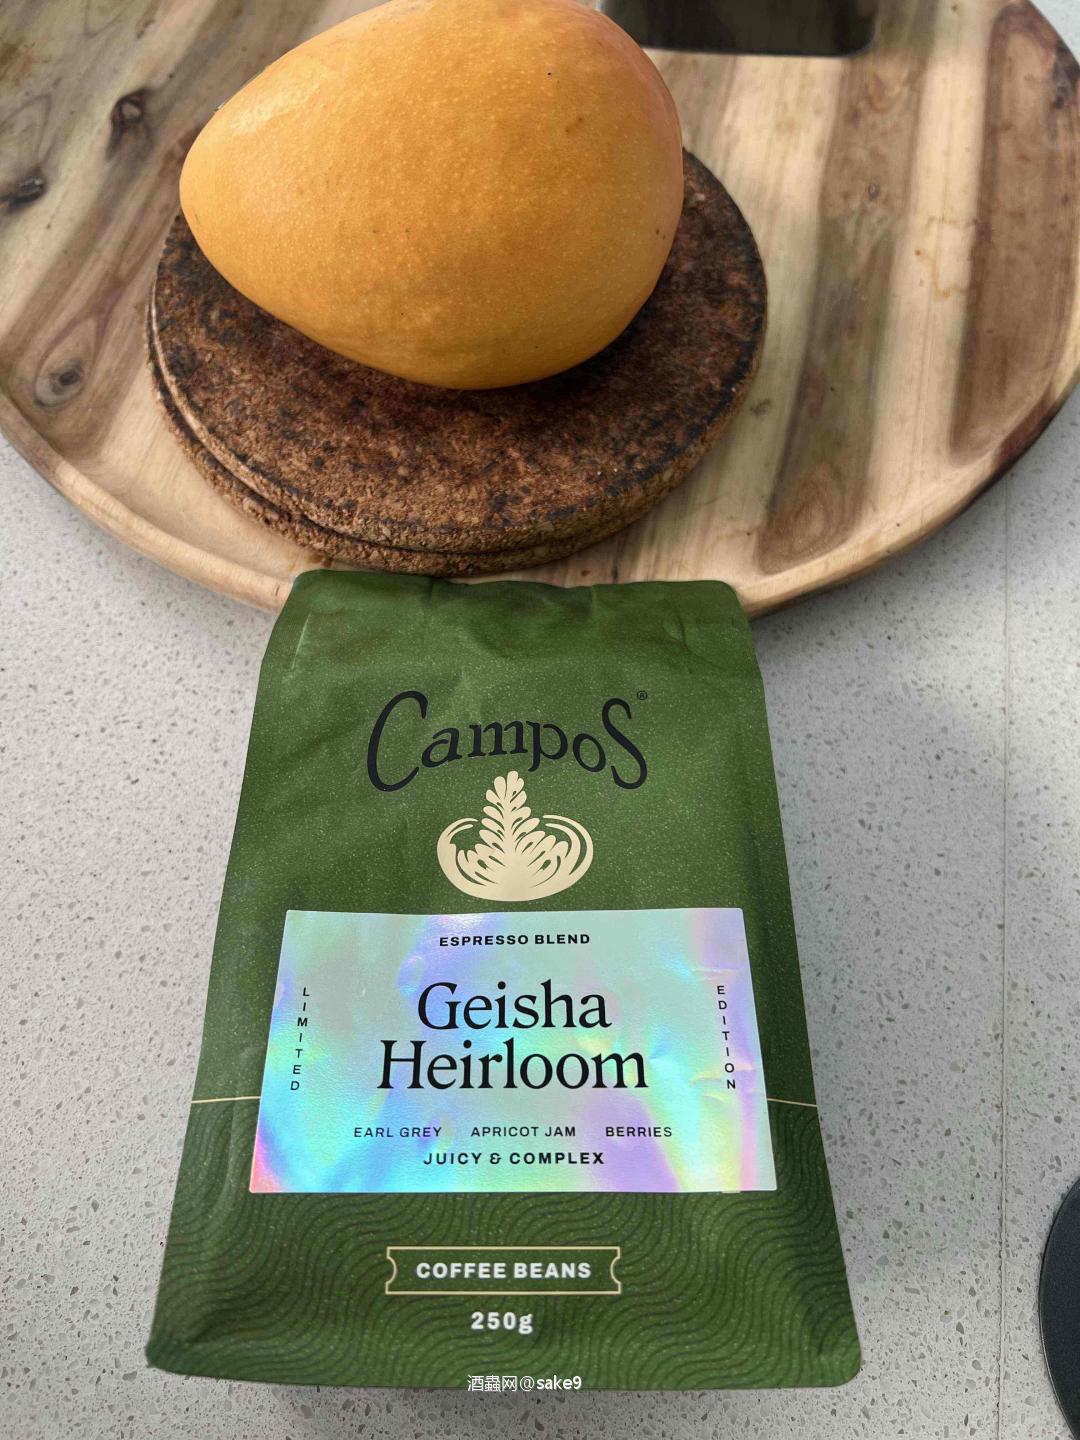 Campos®
ESPRESSO BLEND
LIMITED
Geisha
Heirloom
EDITION
EARL GREY APRICOT JAM BERRIES
JUICY & COMPLEX
COFFEE BEANS
250g
酒蟲网@sake9